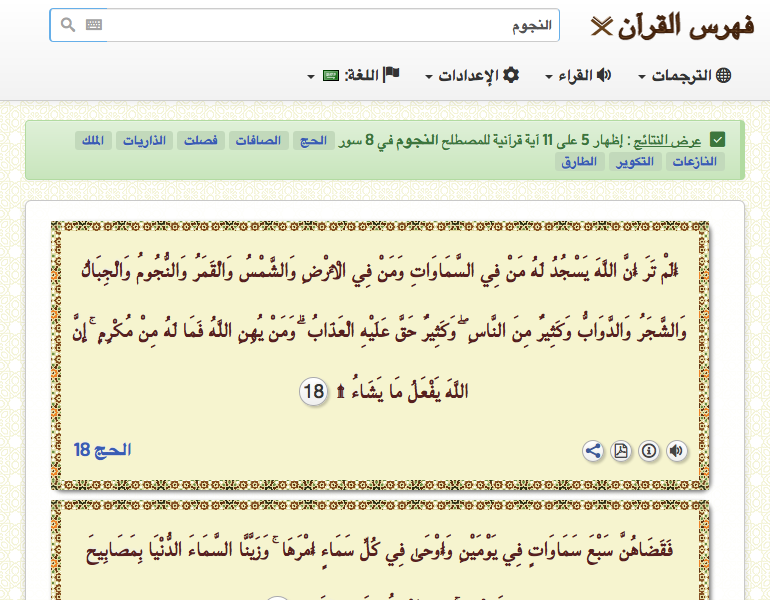 فهرس القرآن
النجوم
الترجمات القراء الإعدادات اللغة:
عرض النتائج : إظهار 5 على 11 آية قرآنية للمصطلح النجوم في 8 سور الحج الصافات فصلت الذاريات الملك
النازعات التكوير الطارق
أَلَمْ تَرَ أَنَّ اللَّهَ يَسْجُدُ لَهُ مَنْ فِي السَّمَاوَاتِ وَمَنْ فِي الْأَرْضِ وَالشَّمْسُ وَالْقَمَرُ وَالنُّجُومُ وَالْجِبَالُ
وَالشَّجَرُ وَالدَّوَابُّ وَكَثِيرٌ مِنَ النَّاسِ ۖ وَكَثِيرٌ حَقَّ عَلَيْهِ الْعَذَابُ ۗ وَمَنْ يُهِنِ اللَّهُ فَمَا لَهُ مِنْ مُكْرِمٍ ۚ إِنَّ
اللَّهَ يَفْعَلُ مَا يَشَاءُ ۩ 18
الحج 18
فَقَضَاهُنَّ سَبْعَ سَمَاوَاتٍ فِي يَوْمَيْنِ وَأَوْحَىٰ فِي كُلِّ سَمَاءٍ أَمْرَهَا ۚ وَزَيَّنَّا السَّمَاءَ الدُّنْيَا بِمَصَابِيحَ